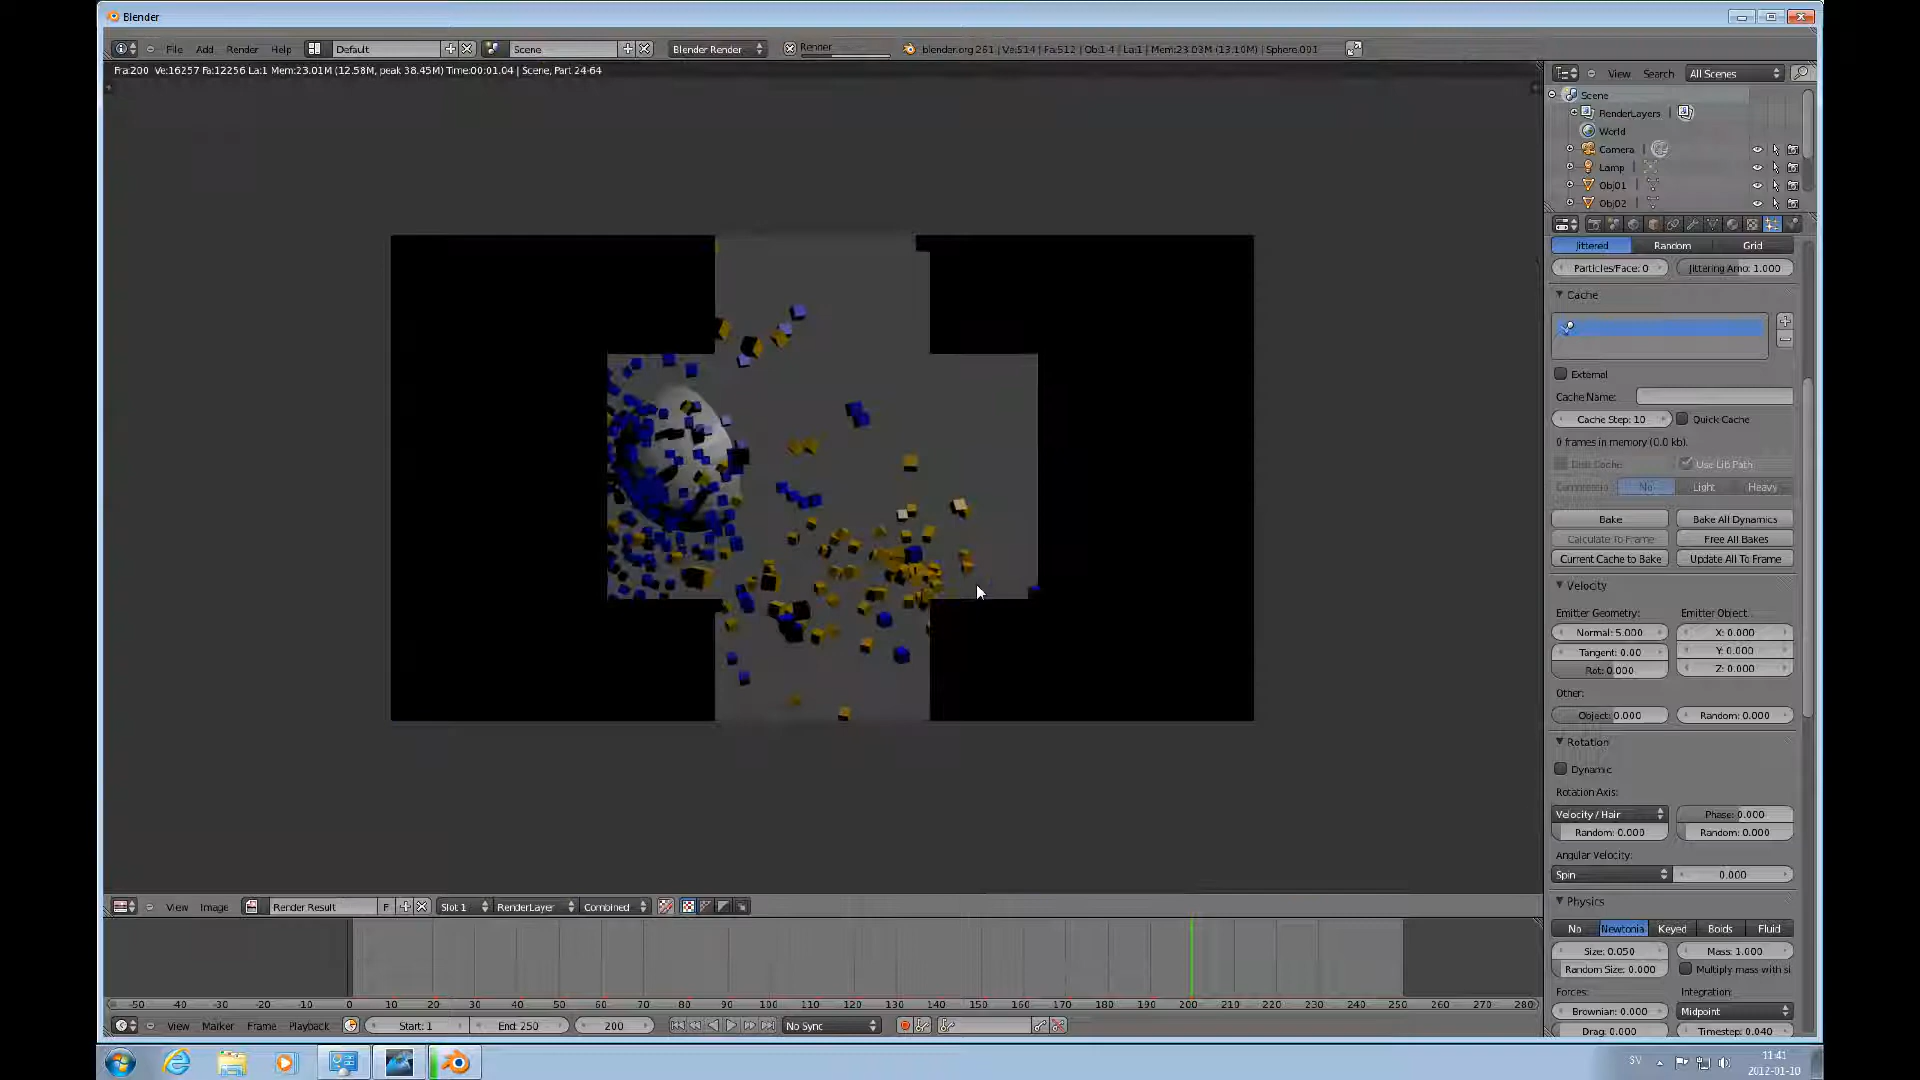 Blender
File Add Render Help Default Scene Blender Render Render blender.org 261 | Ve:514 | Fa:512 | Ob:1-4 | La:1 | Mem:23.03M (13.10M) | Sphere.001
Fra:200 Ve:16257 Fa:12256 La:1 Mem:23.01M (12.58M, peak 38.45M) Time:00:01.04 | Scene, Part 24-64
View Search All Scenes
Scene
RenderLayers
World
Camera
Lamp
Obj01
Obj02
Jittered Random Grid
Particles/Face: 0 Jittering Amo: 1.000
Cache
External
Cache Name:
Cache Step: 10 Quick Cache
0 frames in memory (0.0 kb).
Disk Cache Use Lib Path
No Light Heavy
Bake Bake All Dynamics
Calculate To Frame Free All Bakes
Current Cache to Bake Update All To Frame
Velocity
Emitter Geometry: Emitter Object
Normal: 5.000 X: 0.000
Tangent: 0.00 Y: 0.000
Rot: 0.000 Z: 0.000
Other:
Object: 0.000 Random: 0.000
Rotation
Dynamic
Rotation Axis:
Velocity / Hair Phase: 0.000
Random: 0.000 Random: 0.000
Angular Velocity:
Spin 0.000
Physics
No Newtonia Keyed Boids Fluid
Size: 0.050 Mass: 1.000
Random Size: 0.000 Multiply mass with si
Forces: Integration:
Brownian: 0.000 Midpoint
Drag: 0.000 Timestep: 0.040
View Image Render Result F Slot 1 RenderLayer Combined
-50 -40 -30 -20 -10 0 10 20 30 40 50 60 70 80 90 100 110 120 130 140 150 160 170 180 190 200 210 220 230 240 250 260 270 280
View Marker Frame Playback Start: 1 End: 250 200 No Sync
SV 11:41
2012-01-10